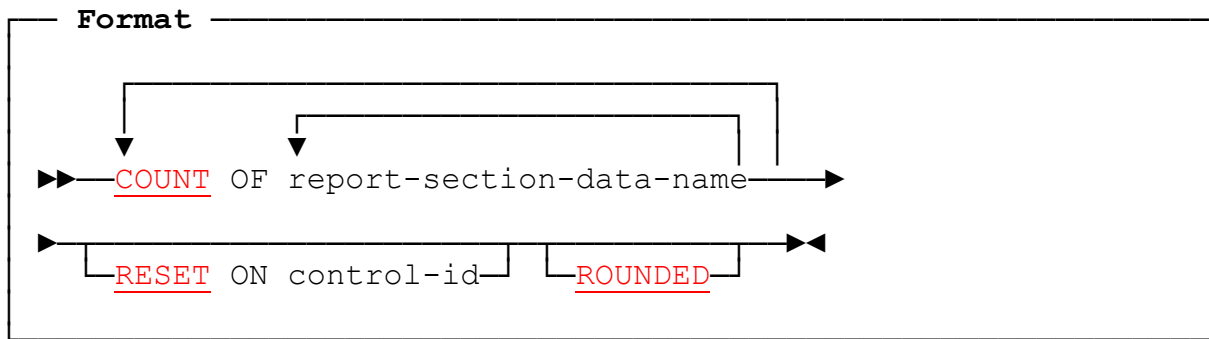 Format
COUNT OF report-section-data-name
RESET ON control-id ROUNDED